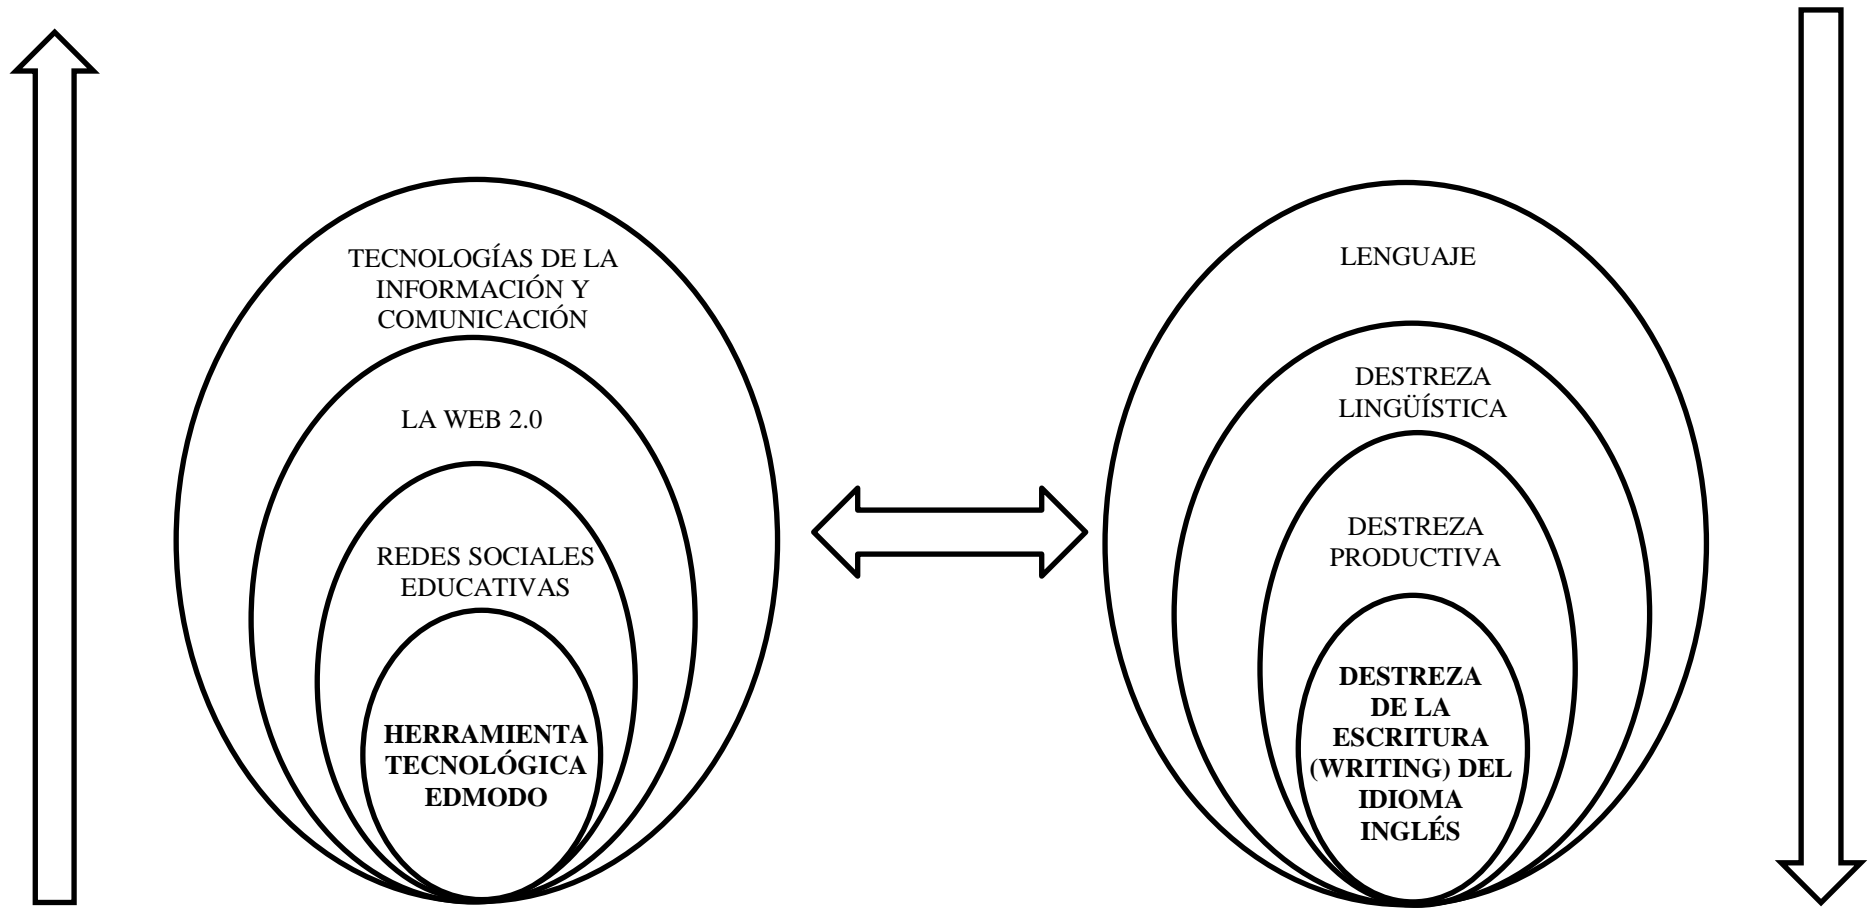 TECNOLOGÍAS DE LA
INFORMACIÓN Y
COMUNICACIÓN
LA WEB 2.0
REDES SOCIALES
EDUCATIVAS
HERRAMIENTA
TECNOLÓGICA
EDMODO
LENGUAJE
DESTREZA
LINGÜÍSTICA
DESTREZA
PRODUCTIVA
DESTREZA
DE LA
ESCRITURA
(WRITING) DEL
IDIOMA
INGLÉS